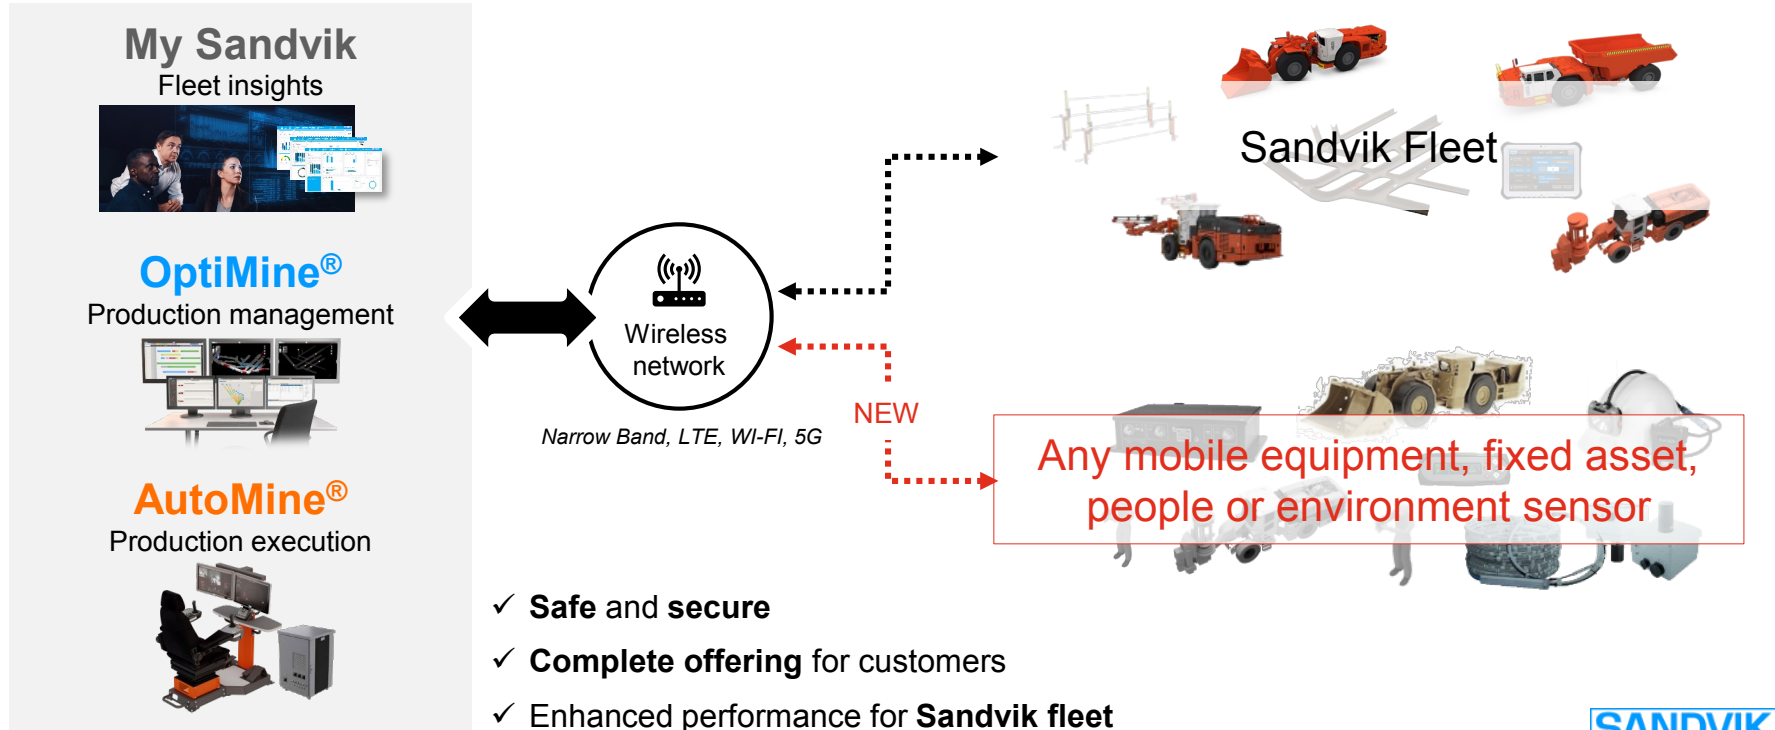 My Sandvik
Fleet insights
OptiMine®
Production management
AutoMine®
Production execution
Wireless
network
Narrow Band, LTE, WI-FI, 5G
NEW
Sandvik Fleet
Any mobile equipment, fixed asset,
people or environment sensor
✓ Safe and secure
✓ Complete offering for customers
✓ Enhanced performance for Sandvik fleet
SANDVIK